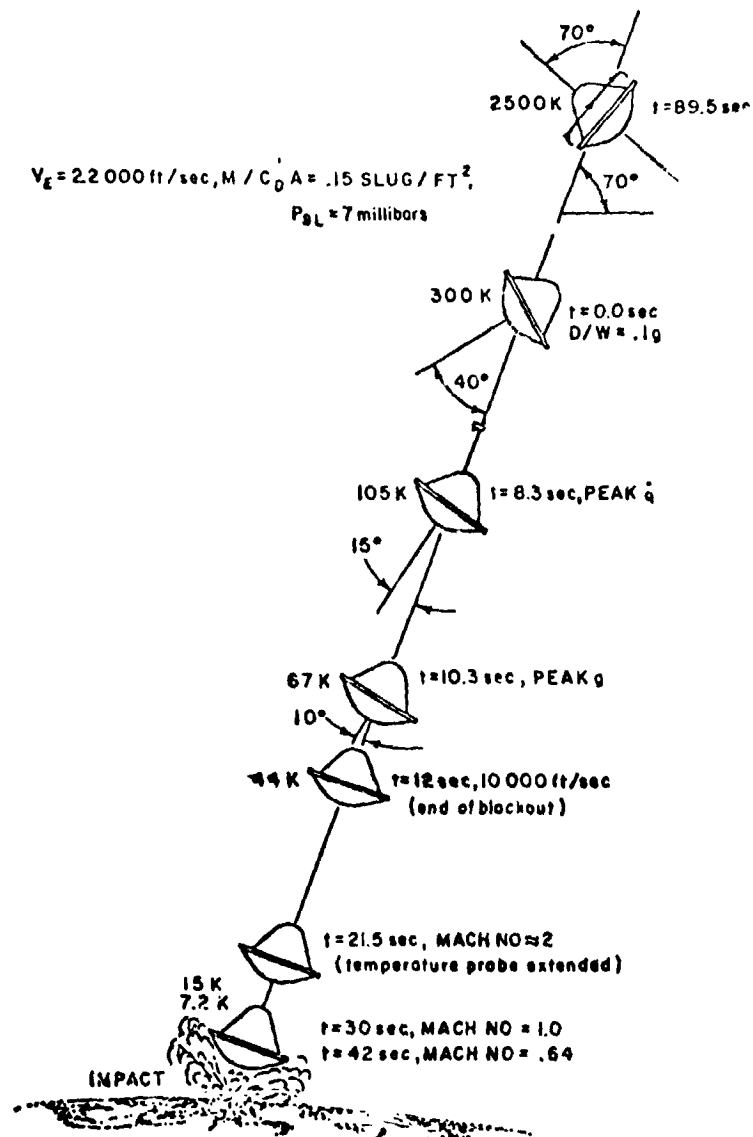 70°
2500K
t=89.5 sec
V_E = 22 000 ft/sec, M / C_D' A = .15 SLUG / FT²,
P_SL = 7 millibars
70°
300 K
t=0.0 sec
D/W = .1g
40°
105 K
t=8.3 sec, PEAK q̇
15°
67 K
t=10.3 sec, PEAK g
10°
44 K
t=12 sec, 10 000 ft/sec
(end of blackout)
t=21.5 sec, MACH NO ≈ 2
(temperature probe extended)
15 K
7.2 K
t=30 sec, MACH NO = 1.0
t=42 sec, MACH NO = .64
IMPACT